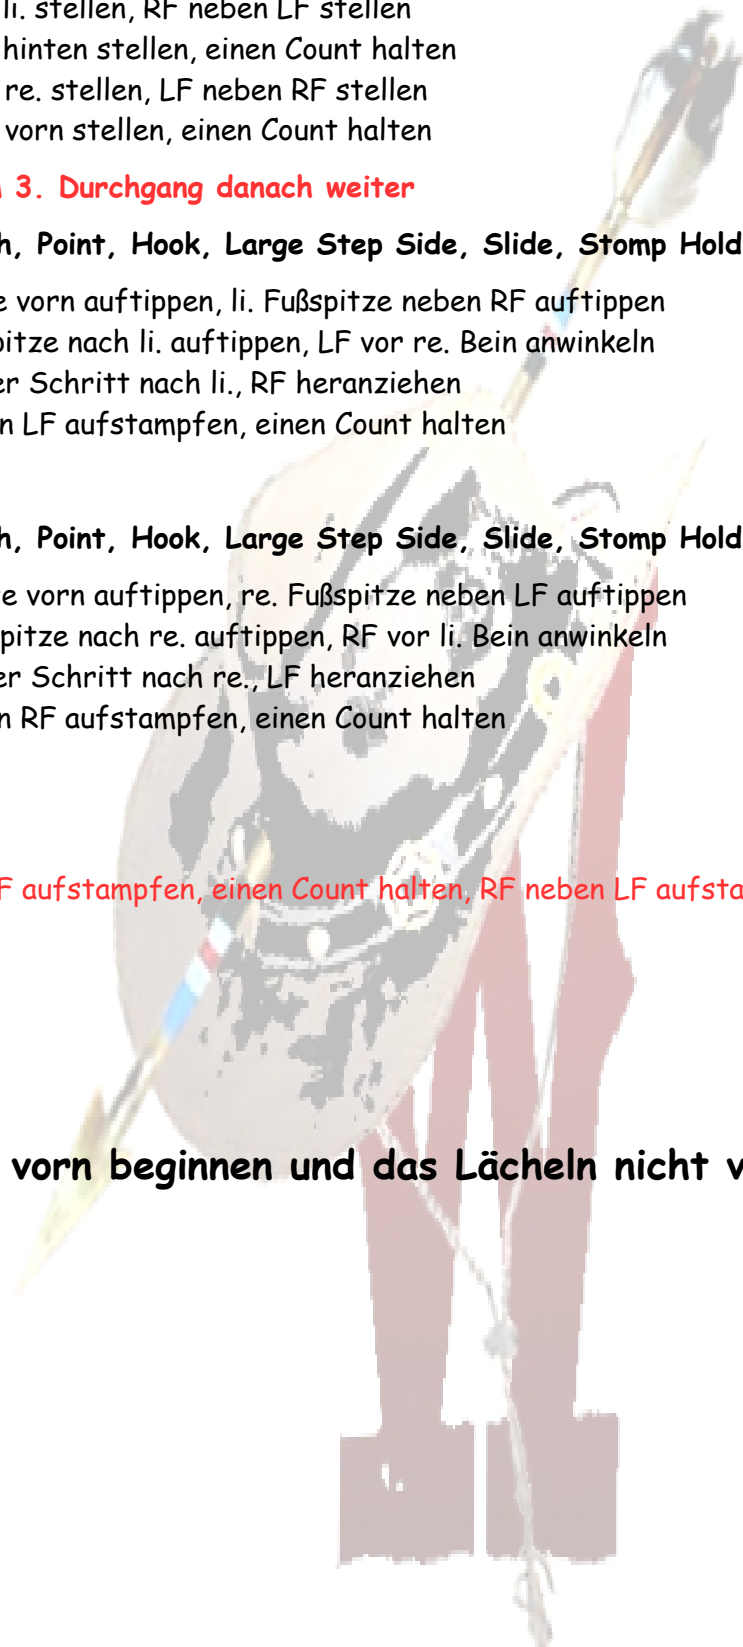 li. stellen, RF neben LF stellen
hinten stellen, einen Count halten
re. stellen, LF neben RF stellen
vorn stellen, einen Count halten
3. Durchgang danach weiter
h, Point, Hook, Large Step Side, Slide, Stomp Hold
e vorn auftippen, li. Fußspitze neben RF auftippen
pitze nach li. auftippen, LF vor re. Bein anwinkeln
er Schritt nach li., RF heranziehen
n LF aufstampfen, einen Count halten
h, Point, Hook, Large Step Side, Slide, Stomp Hold
e vorn auftippen, re. Fußspitze neben LF auftippen
pitze nach re. auftippen, RF vor li. Bein anwinkeln
er Schritt nach re., LF heranziehen
n RF aufstampfen, einen Count halten
F aufstampfen, einen Count halten, RF neben LF aufsta
vorn beginnen und das Lächeln nicht v